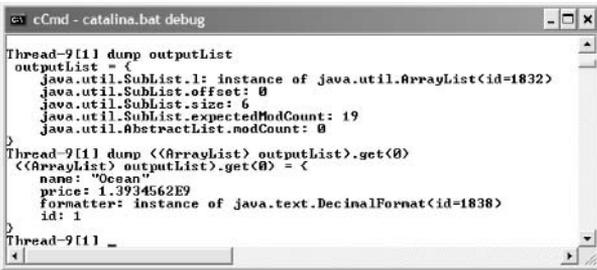 cCmd - catalina.bat debug
Thread-9[1] dump outputList
outputList = {
java.util.SubList.l: instance of java.util.ArrayList(id=1832)
java.util.SubList.offset: 0
java.util.SubList.size: 6
java.util.SubList.expectedModCount: 19
java.util.AbstractList.modCount: 0
}
Thread-9[1] dump ((ArrayList) outputList).get(0)
((ArrayList) outputList).get(0) = {
name: "Ocean"
price: 1.3934562E9
formatter: instance of java.text.DecimalFormat(id=1838)
id: 1
}
Thread-9[1] _